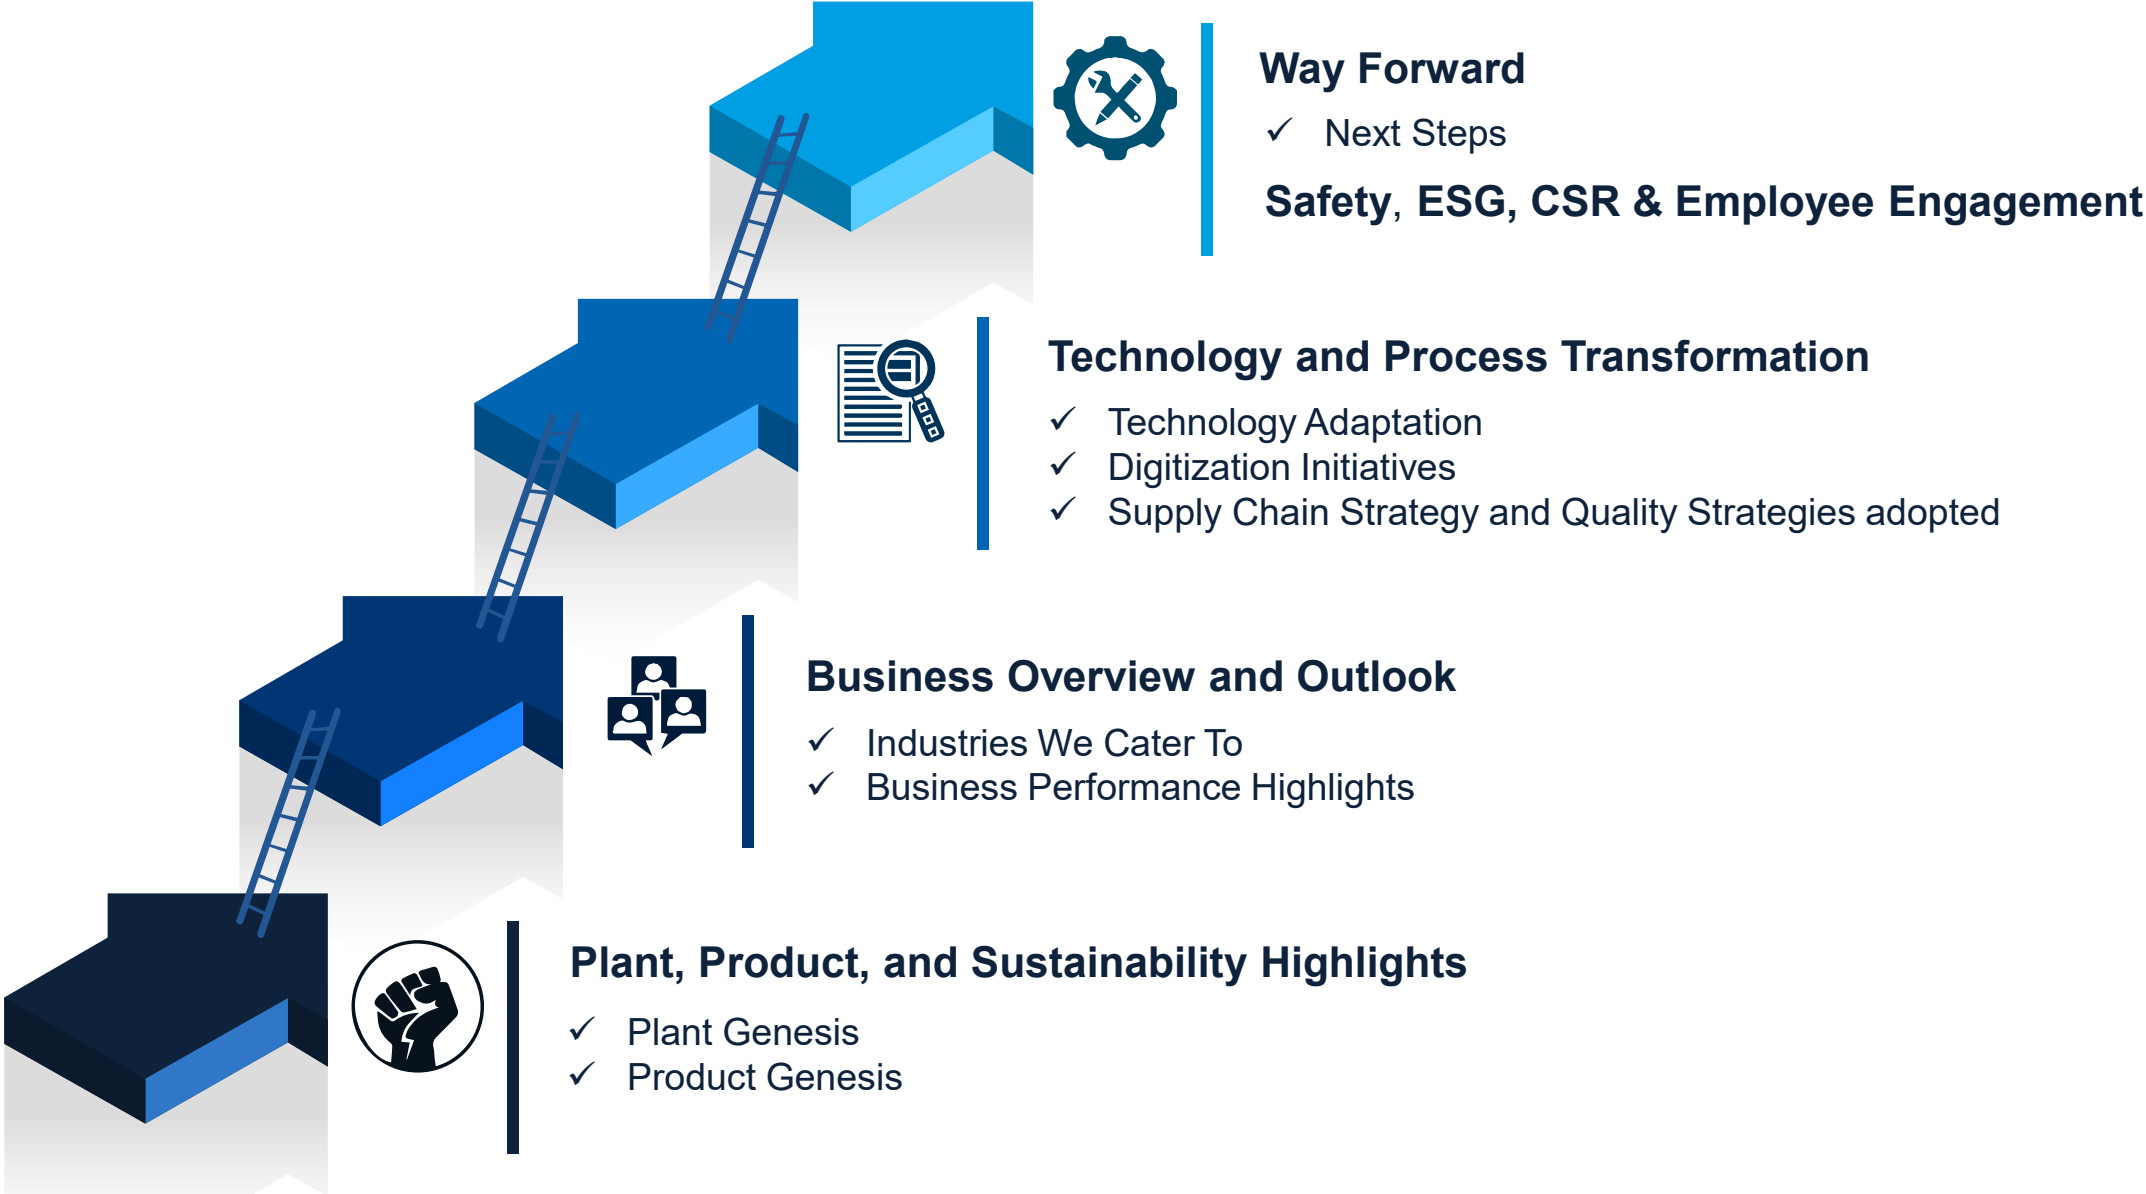 Way Forward
✓ Next Steps
Safety, ESG, CSR & Employee Engagement
Technology and Process Transformation
✓ Technology Adaptation
✓ Digitization Initiatives
✓ Supply Chain Strategy and Quality Strategies adopted
Business Overview and Outlook
✓ Industries We Cater To
✓ Business Performance Highlights
Plant, Product, and Sustainability Highlights
✓ Plant Genesis
✓ Product Genesis